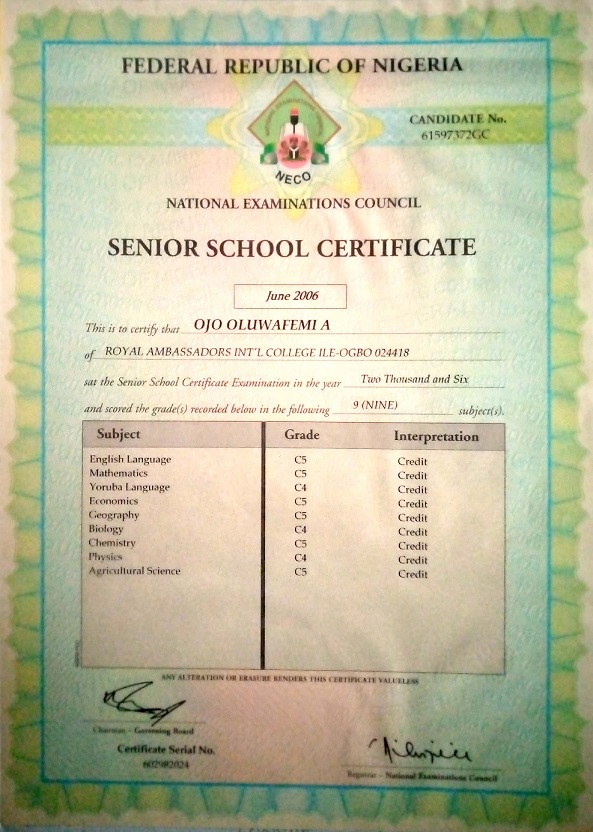 FEDERAL REPUBLIC OF NIGERIA
CANDIDATE No.
61597372GC
NECO
NATIONAL EXAMINATIONS COUNCIL
SENIOR SCHOOL CERTIFICATE
June 2006
This is to certify that OJO OLUWAFEMI A
of ROYAL AMBASSADORS INT'L COLLEGE ILE-OGBO 024418
sat the Senior School Certificate Examination in the year Two Thousand and Six
and scored the grade(s) recorded below in the following 9 (NINE) subject(s).
Subject Grade Interpretation
English Language C5 Credit
Mathematics C5 Credit
Yoruba Language C4 Credit
Economics C5 Credit
Geography C5 Credit
Biology C4 Credit
Chemistry C5 Credit
Physics C4 Credit
Agricultural Science C5 Credit
ANY ALTERATION OR ERASURE RENDERS THIS CERTIFICATE VALUELESS
Chairman - Governing Board
Certificate Serial No.
602982024
Registrar - National Examinations Council